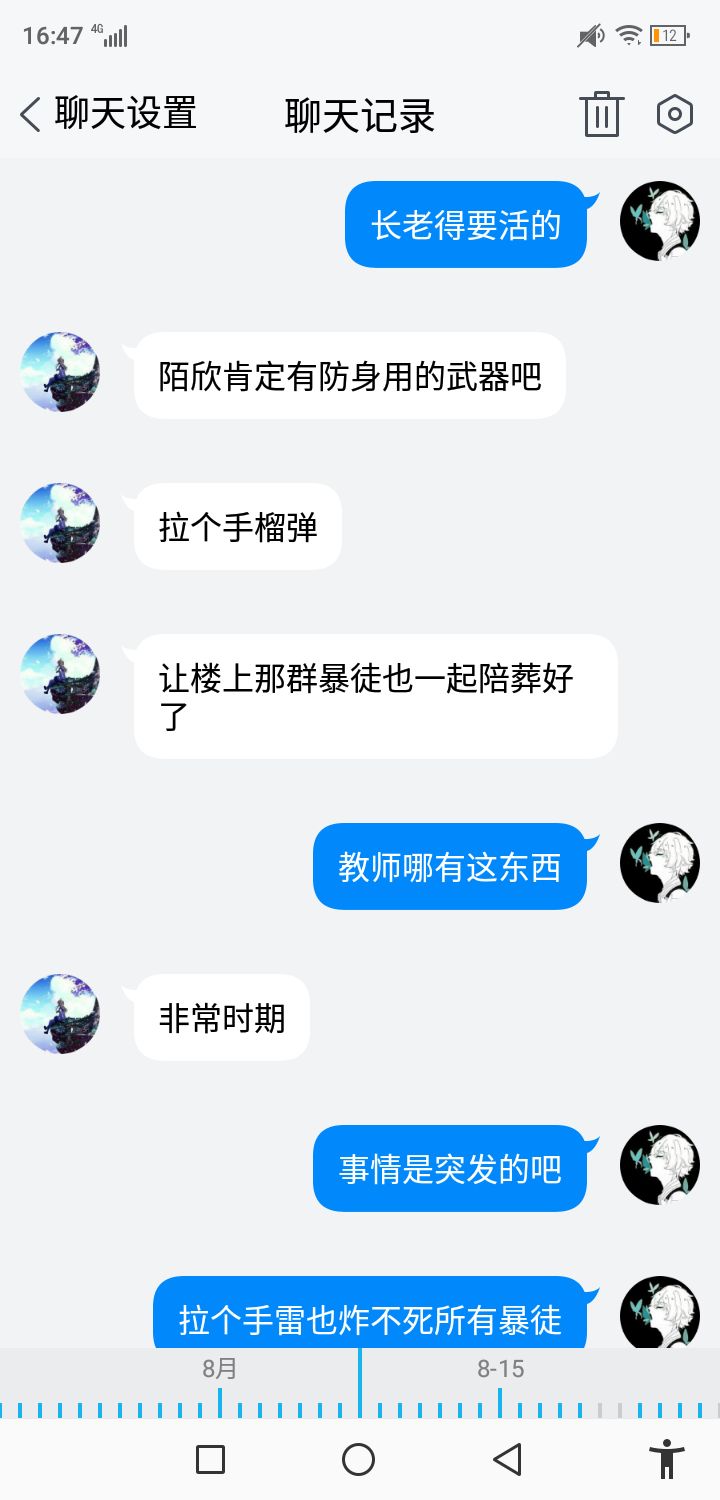 16:47 4G 12
聊天设置 聊天记录
长老得要活的
陌欣肯定有防身用的武器吧
拉个手榴弹
让楼上那群暴徒也一起陪葬好
了
教师哪有这东西
非常时期
事情是突发的吧
拉个手雷也炸不死所有暴徒
8月 8-15